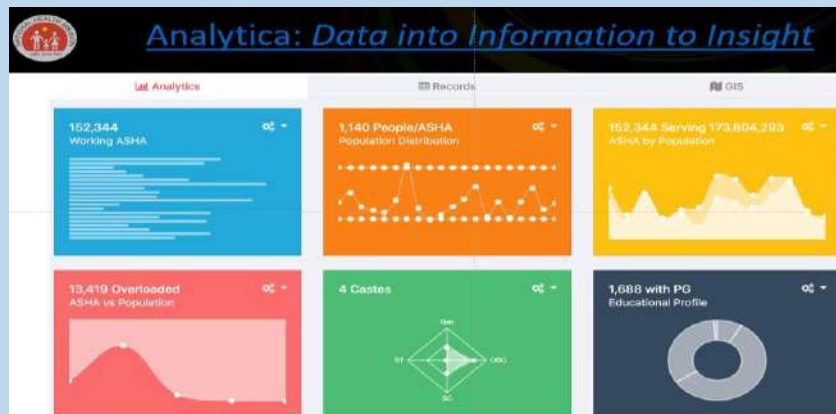 Analytica: Data into Information to Insight
Analytics
Records
GIS
152,344
Working ASHA
1,140 People/ASHA
Population Distribution
152,344 Serving 173,804,293
ASHA by Population
13,419 Overloaded
ASHA vs Population
4 Castes
Gen
ST
OBC
SC
1,688 with PG
Educational Profile